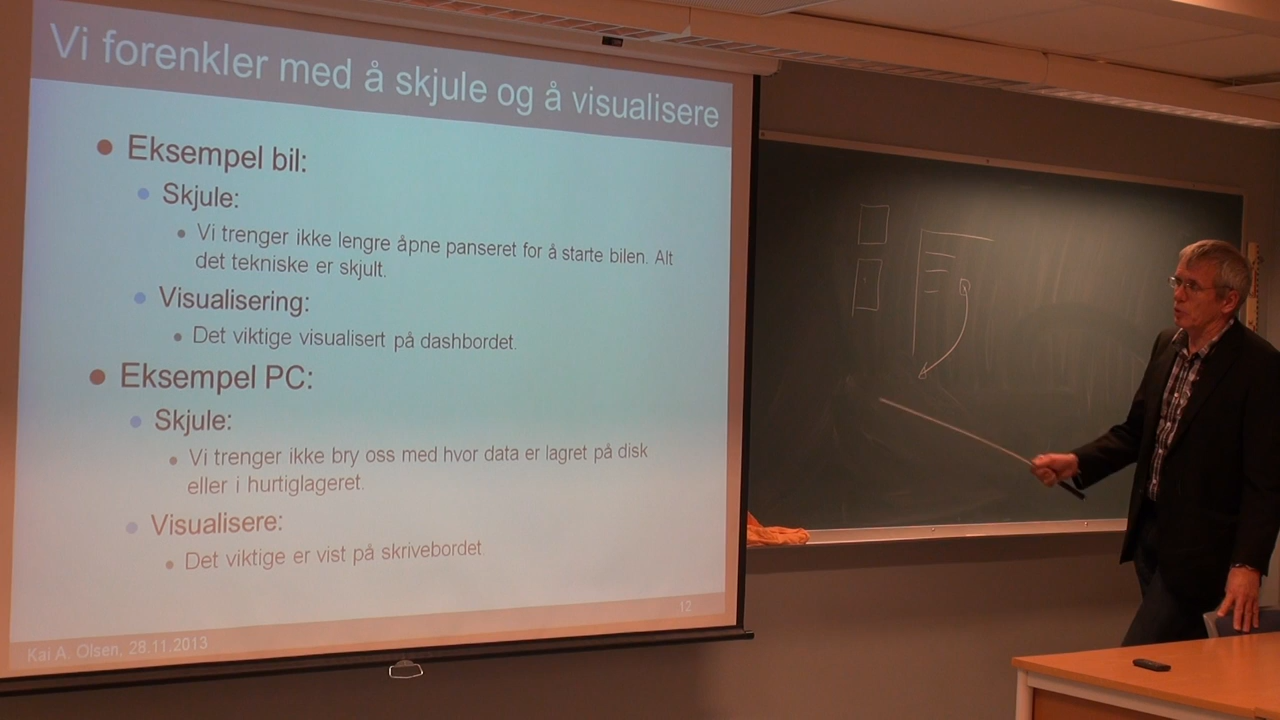 Vi forenkler med å skjule og å visualisere
Eksempel bil:
Skjule:
Vi trenger ikke lengre åpne panseret for å starte bilen. Alt
det tekniske er skjult.
Visualisering:
Det viktige visualisert på dashbordet.
Eksempel PC:
Skjule:
Vi trenger ikke bry oss med hvor data er lagret på disk
eller i hurtiglageret.
Visualisere:
Det viktige er vist på skrivebordet
12
Kai A. Olsen, 28.11.2013